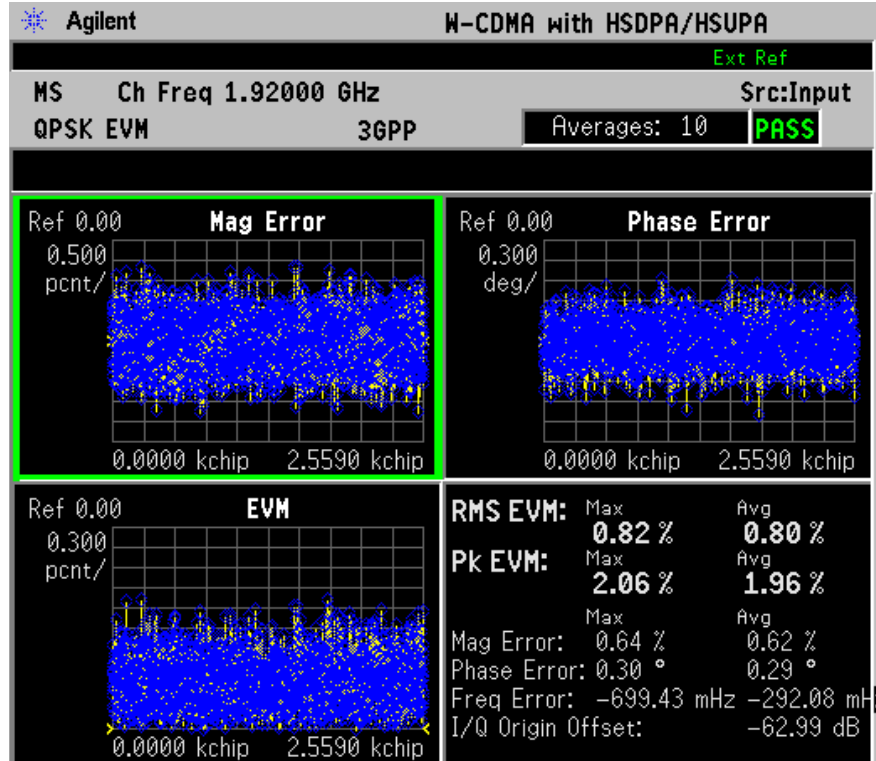 Agilent W-CDMA with HSDPA/HSUPA
Ext Ref
MS Ch Freq 1.92000 GHz Src:Input
QPSK EVM 3GPP Averages: 10 PASS
Ref 0.00 Mag Error
0.500
pcnt/
0.0000 kchip 2.5590 kchip
Ref 0.00 Phase Error
0.300
deg/
0.0000 kchip 2.5590 kchip
Ref 0.00 EVM
0.300
pcnt/
0.0000 kchip 2.5590 kchip
Max Avg
RMS EVM: 0.82 % 0.80 %
Max Avg
Pk EVM: 2.06 % 1.96 %
Max Avg
Mag Error: 0.64 % 0.62 %
Phase Error: 0.30 ° 0.29 °
Freq Error: -699.43 mHz -292.08 mH
I/Q Origin Offset: -62.99 dB